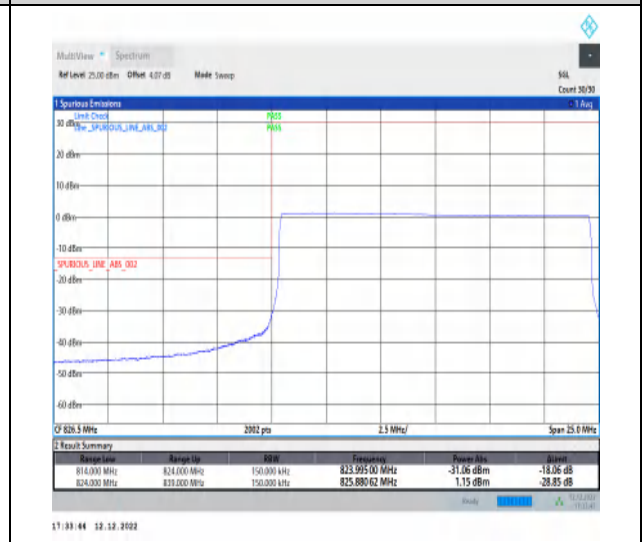 MultiView Spectrum
Ref Level 25.00 dBm Offset 4.07 dB Mode Sweep SGL
Count 30/30
1 Spurious Emissions 1 Avg
Limit Check PASS
30 dBm Line _SPURIOUS_LINE_ABS_002 PASS
20 dBm
10 dBm
0 dBm
-10 dBm
_SPURIOUS_LINE_ABS_002
-20 dBm
-30 dBm
-40 dBm
-50 dBm
-60 dBm
CF 826.5 MHz 2002 pts 2.5 MHz/ Span 25.0 MHz
2 Result Summary
Range Low Range Up RBW Frequency Power Abs ΔLimit
814.000 MHz 824.000 MHz 150.000 kHz 823.99500 MHz -31.06 dBm -18.06 dB
824.000 MHz 839.000 MHz 150.000 kHz 825.88062 MHz 1.15 dBm -28.85 dB
Ready
17:33:44 12.12.2022